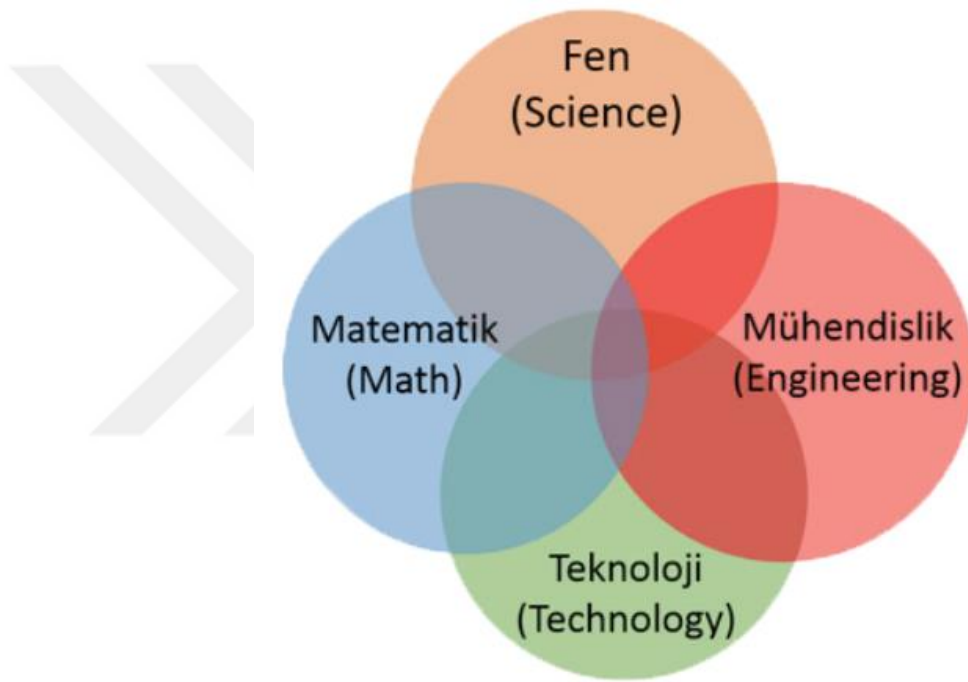 Fen
(Science)
Matematik
(Math)
Mühendislik
(Engineering)
Teknoloji
(Technology)